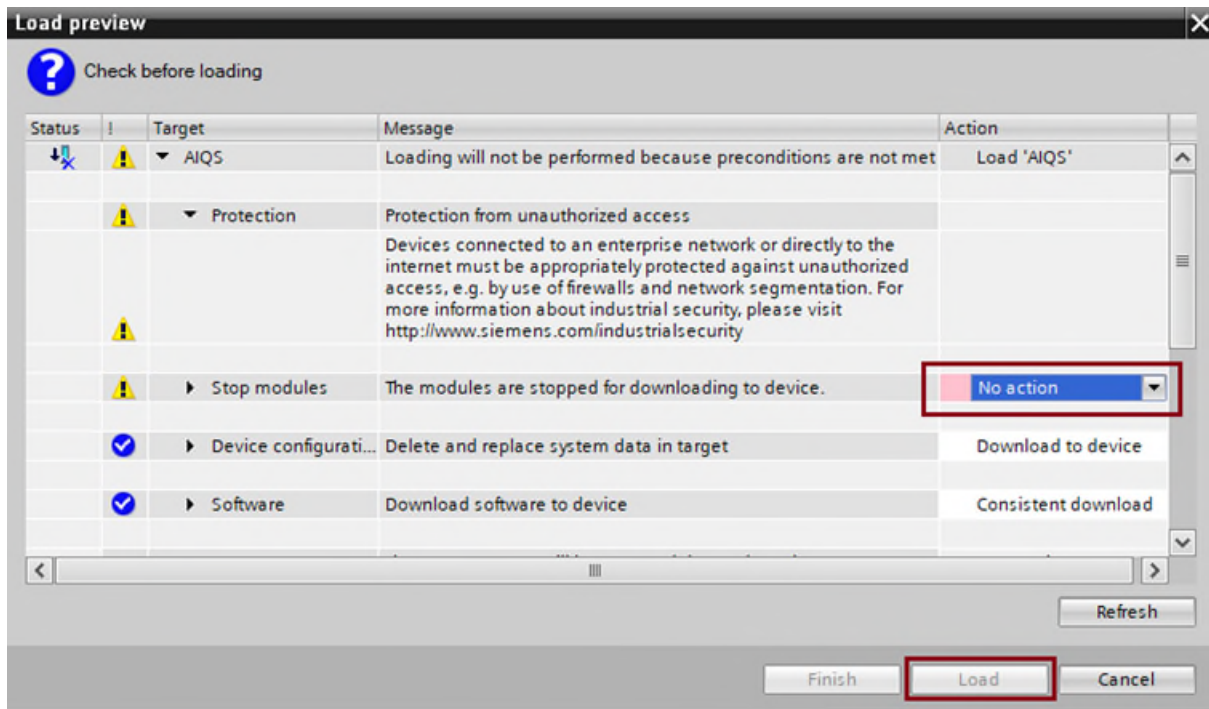 Load preview
Check before loading
Status ! Target Message Action
AIQS Loading will not be performed because preconditions are not met Load 'AIQS'
Protection Protection from unauthorized access
Devices connected to an enterprise network or directly to the
internet must be appropriately protected against unauthorized
access, e.g. by use of firewalls and network segmentation. For
more information about industrial security, please visit
http://www.siemens.com/industrialsecurity
Stop modules The modules are stopped for downloading to device. No action
Device configurati... Delete and replace system data in target Download to device
Software Download software to device Consistent download
Refresh
Finish Load Cancel